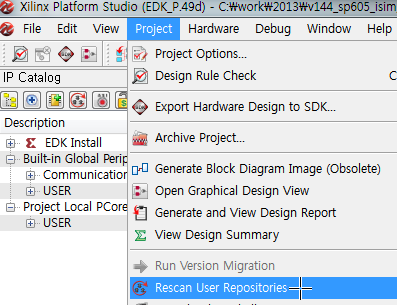 Xilinx Platform Studio (EDK_P.49d) - C:₩work₩2013₩v144_sp605_isim
File Edit View Project Hardware Debug Window
IP Catalog
Project Options...
Design Rule Check C
Export Hardware Design to SDK...
Description
EDK Install
Archive Project...
Built-in Global Perip
Generate Block Diagram Image (Obsolete)
Communication
Open Graphical Design View
USER
Generate and View Design Report
Project Local PCore
View Design Summary
USER
Run Version Migration
Rescan User Repositories